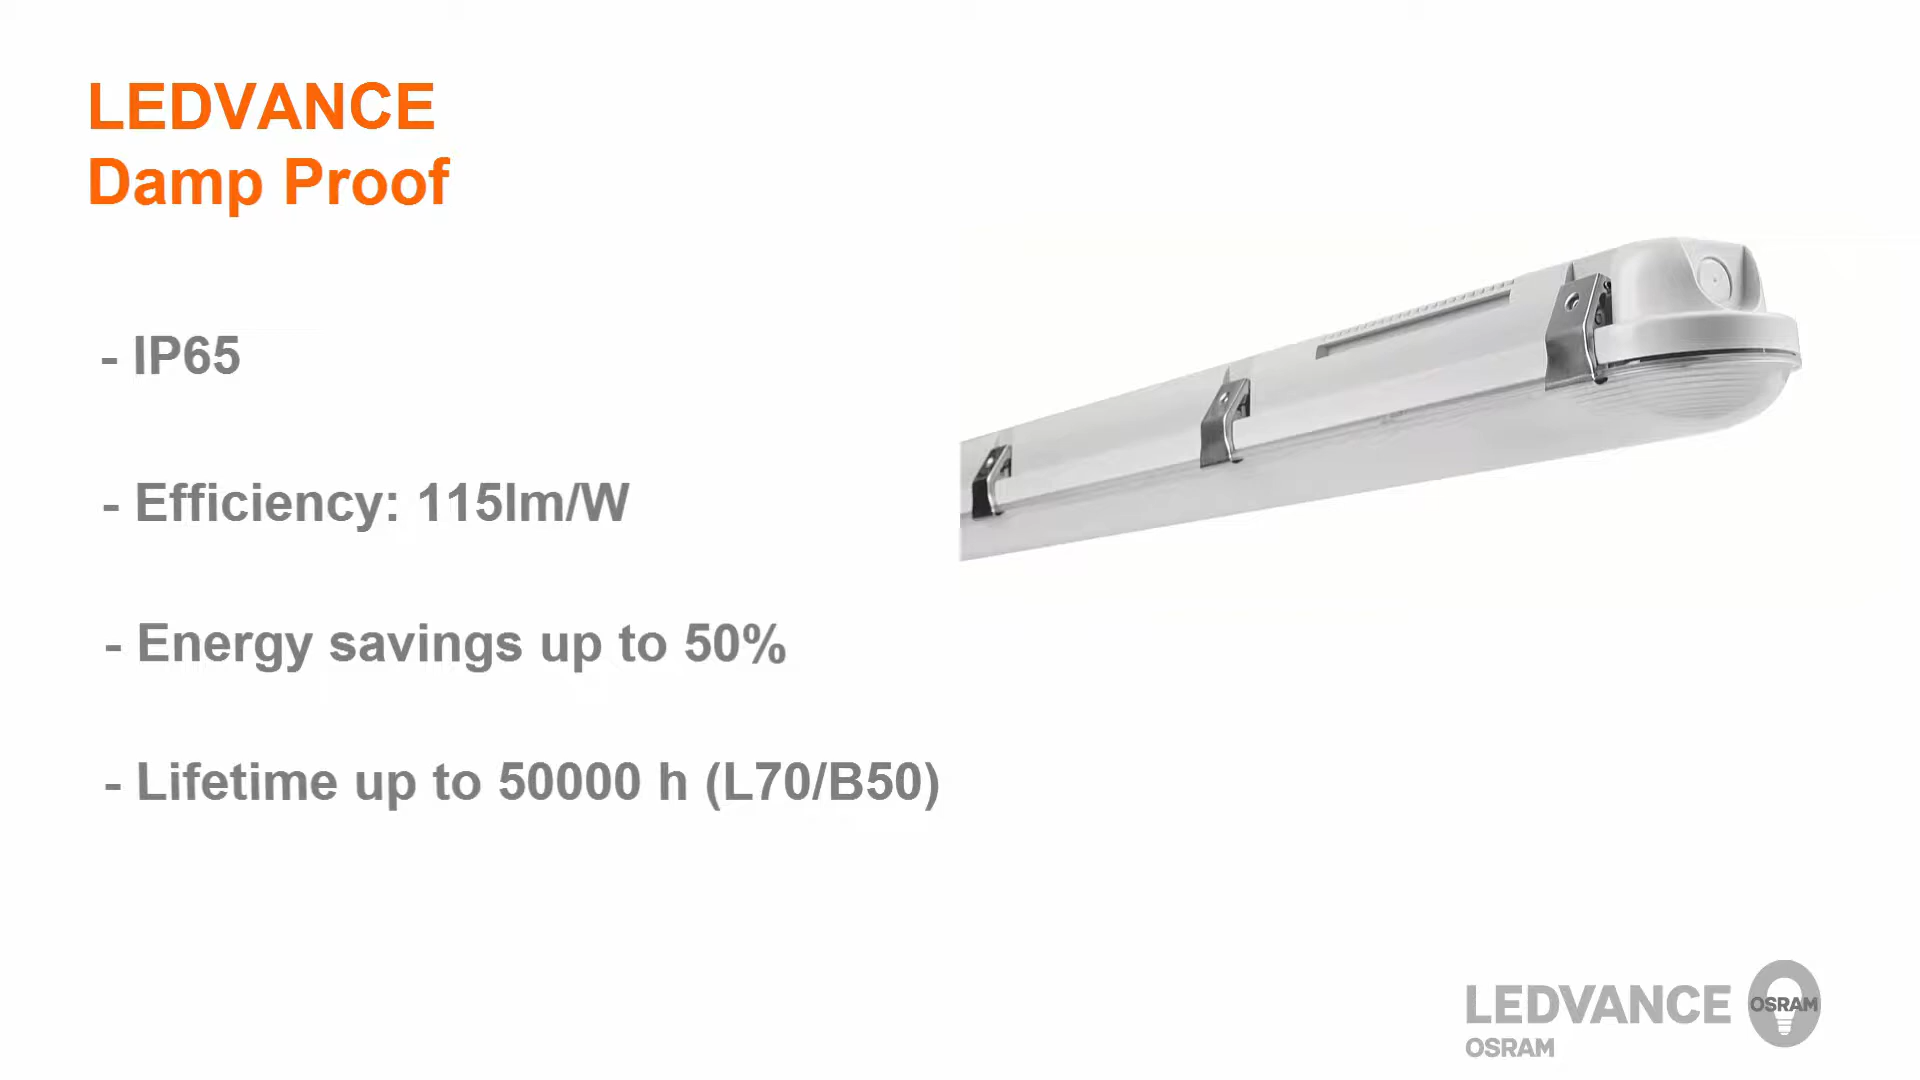 LEDVANCE
Damp Proof
- IP65
- Efficiency: 115lm/W
- Energy savings up to 50%
- Lifetime up to 50000 h (L70/B50)
LEDVANCE
OSRAM
OSRAM